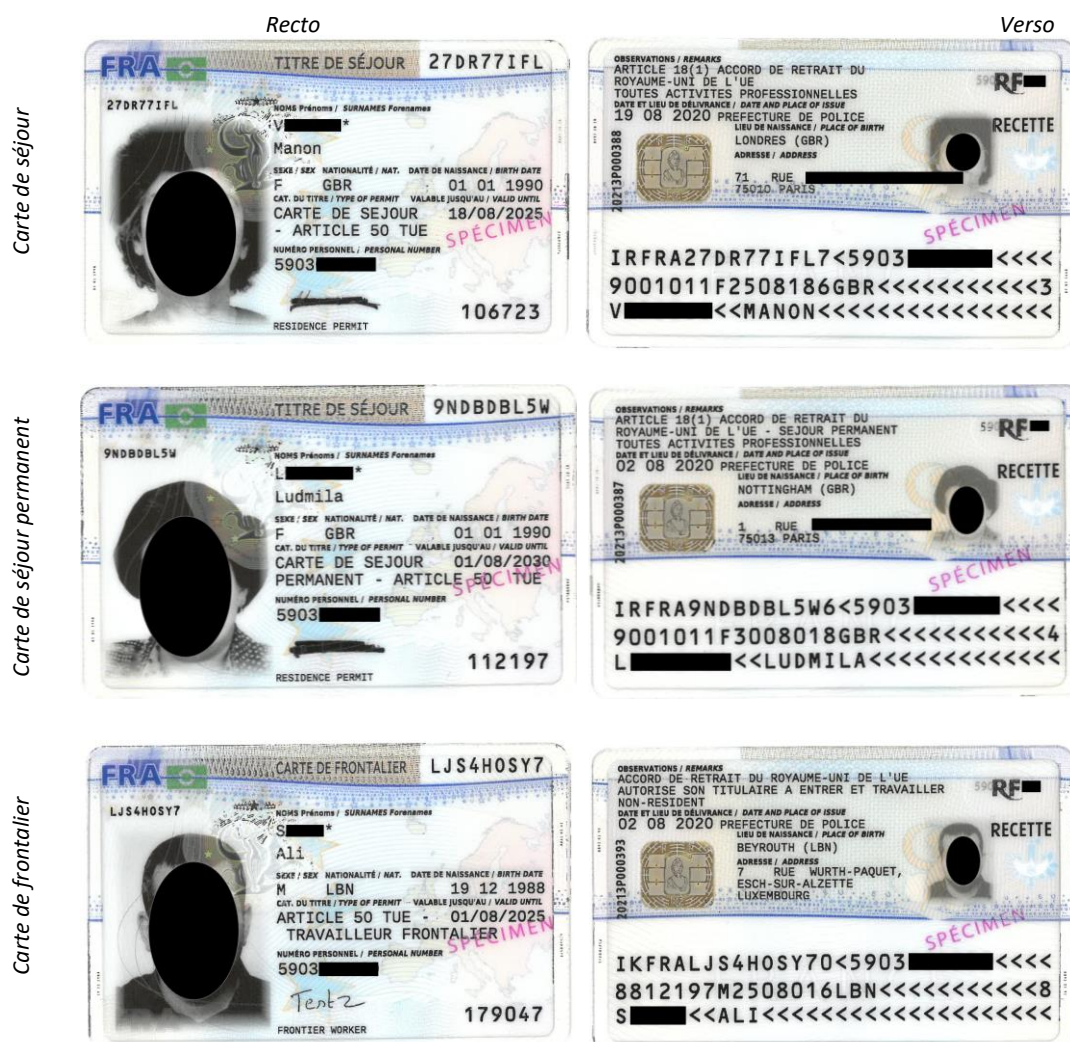 Recto
Verso
Carte de séjour
FRA
TITRE DE SÉJOUR
27DR77IFL
27DR77IFL
NOMS Prénoms / SURNAMES Forenames
V *
Manon
SEXE / SEX NATIONALITÉ / NAT. DATE DE NAISSANCE / BIRTH DATE
F GBR 01 01 1990
CAT. DU TITRE / TYPE OF PERMIT VALABLE JUSQU'AU / VALID UNTIL
CARTE DE SEJOUR 18/08/2025
- ARTICLE 50 TUE
SPÉCIMEN
NUMÉRO PERSONNEL / PERSONAL NUMBER
5903
106723
RESIDENCE PERMIT
OBSERVATIONS / REMARKS
ARTICLE 18(1) ACCORD DE RETRAIT DU
ROYAUME-UNI DE L'UE
TOUTES ACTIVITES PROFESSIONNELLES
DATE ET LIEU DE DÉLIVRANCE / DATE AND PLACE OF ISSUE
19 08 2020 PREFECTURE DE POLICE
LIEU DE NAISSANCE / PLACE OF BIRTH
LONDRES (GBR)
ADRESSE / ADDRESS
71 RUE
75010 PARIS
590
RF
RECETTE
20213P000388
SPÉCIMEN
IRFRA27DR77IFL7<5903 <<<<
9001011F2508186GBR<<<<<<<<<<<3
V <<MANON<<<<<<<<<<<<<<<
Carte de séjour permanent
FRA
TITRE DE SÉJOUR
9NDBDBL5W
9NDBDBL5W
NOMS Prénoms / SURNAMES Forenames
L *
Ludmila
SEXE / SEX NATIONALITÉ / NAT. DATE DE NAISSANCE / BIRTH DATE
F GBR 01 01 1990
CAT. DU TITRE / TYPE OF PERMIT VALABLE JUSQU'AU / VALID UNTIL
CARTE DE SEJOUR 01/08/2030
PERMANENT - ARTICLE 50 TUE
SPÉCIMEN
NUMÉRO PERSONNEL / PERSONAL NUMBER
5903
112197
RESIDENCE PERMIT
OBSERVATIONS / REMARKS
ARTICLE 18(1) ACCORD DE RETRAIT DU
ROYAUME-UNI DE L'UE - SEJOUR PERMANENT
TOUTES ACTIVITES PROFESSIONNELLES
DATE ET LIEU DE DÉLIVRANCE / DATE AND PLACE OF ISSUE
02 08 2020 PREFECTURE DE POLICE
LIEU DE NAISSANCE / PLACE OF BIRTH
NOTTINGHAM (GBR)
ADRESSE / ADDRESS
1 RUE
75013 PARIS
590
RF
RECETTE
20213P000387
SPÉCIMEN
IRFRA9NDBDBL5W6<5903 <<<<
9001011F3008018GBR<<<<<<<<<<<4
L <<LUDMILA<<<<<<<<<<<<<
Carte de frontalier
FRA
CARTE DE FRONTALIER
LJS4HOSY7
LJS4HOSY7
NOMS Prénoms / SURNAMES Forenames
S *
Ali
SEXE / SEX NATIONALITÉ / NAT. DATE DE NAISSANCE / BIRTH DATE
M LBN 19 12 1988
CAT. DU TITRE / TYPE OF PERMIT VALABLE JUSQU'AU / VALID UNTIL
ARTICLE 50 TUE - 01/08/2025
TRAVAILLEUR FRONTALIER
SPÉCIMEN
NUMÉRO PERSONNEL / PERSONAL NUMBER
5903
Test2
179047
FRONTIER WORKER
OBSERVATIONS / REMARKS
ACCORD DE RETRAIT DU ROYAUME-UNI DE L'UE
AUTORISE SON TITULAIRE A ENTRER ET TRAVAILLER
NON-RESIDENT
DATE ET LIEU DE DÉLIVRANCE / DATE AND PLACE OF ISSUE
02 08 2020 PREFECTURE DE POLICE
LIEU DE NAISSANCE / PLACE OF BIRTH
BEYROUTH (LBN)
ADRESSE / ADDRESS
7 RUE WURTH-PAQUET,
ESCH-SUR-ALZETTE
LUXEMBOURG
590
RF
RECETTE
20213P000393
SPÉCIMEN
IKFRALJS4HOSY70<5903 <<<<
8812197M2508016LBN<<<<<<<<<<<8
S <<ALI<<<<<<<<<<<<<<<<<<<